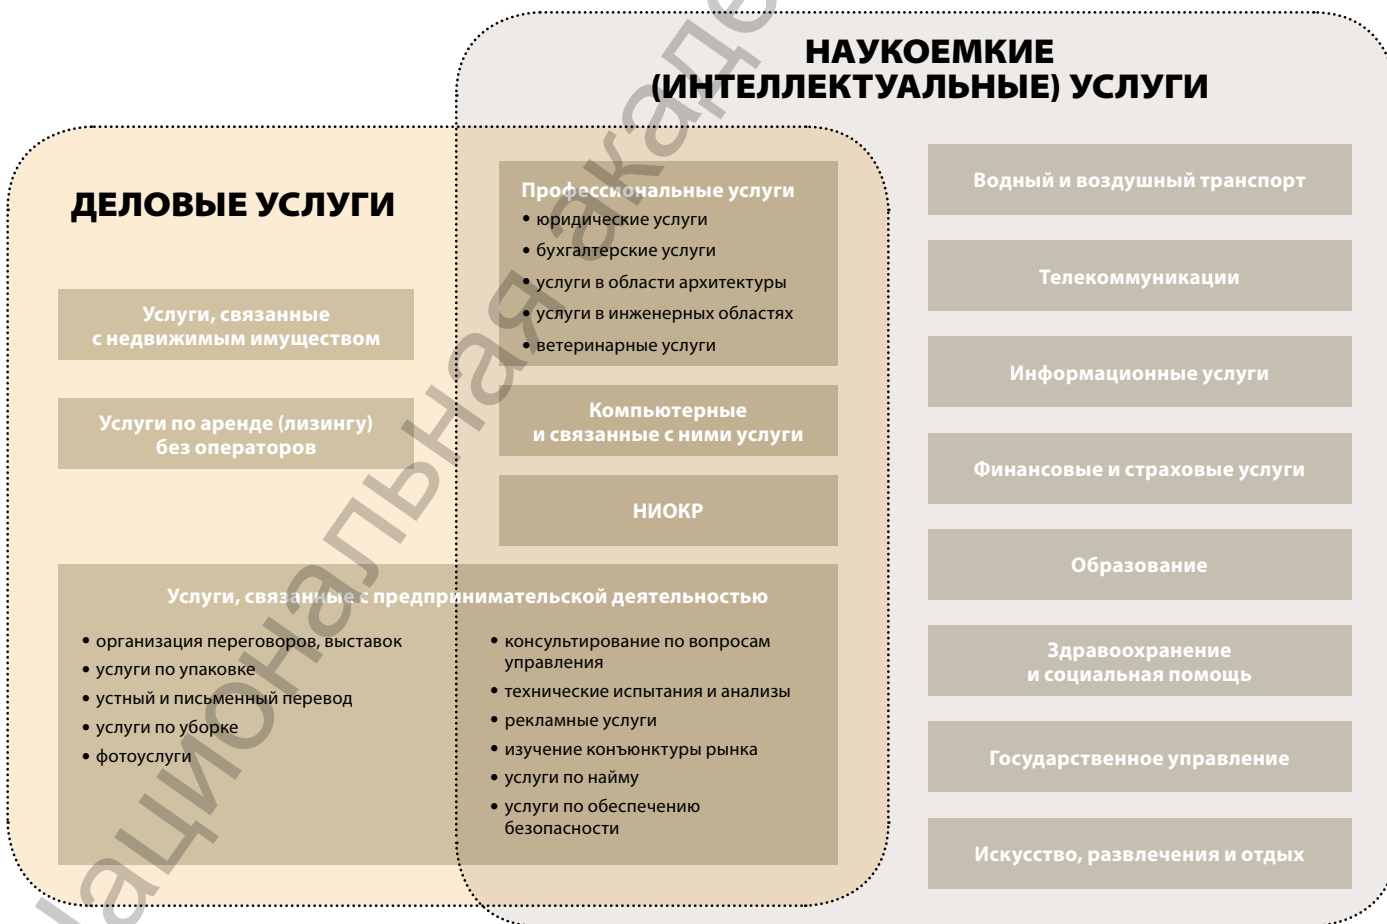 НАУКОЕМКИЕ
(ИНТЕЛЛЕКТУАЛЬНЫЕ) УСЛУГИ
ДЕЛОВЫЕ УСЛУГИ
Услуги, связанные
с недвижимым имуществом
Услуги по аренде (лизингу)
без операторов
Профессиональные услуги
• юридические услуги
• бухгалтерские услуги
• услуги в области архитектуры
• услуги в инженерных областях
• ветеринарные услуги
Компьютерные
и связанные с ними услуги
НИОКР
Услуги, связанные с предпринимательской деятельностью
• организация переговоров, выставок
• услуги по упаковке
• устный и письменный перевод
• услуги по уборке
• фотоуслуги
• консультирование по вопросам
управления
• технические испытания и анализы
• рекламные услуги
• изучение конъюнктуры рынка
• услуги по найму
• услуги по обеспечению
безопасности
Водный и воздушный транспорт
Телекоммуникации
Информационные услуги
Финансовые и страховые услуги
Образование
Здравоохранение
и социальная помощь
Государственное управление
Искусство, развлечения и отдых